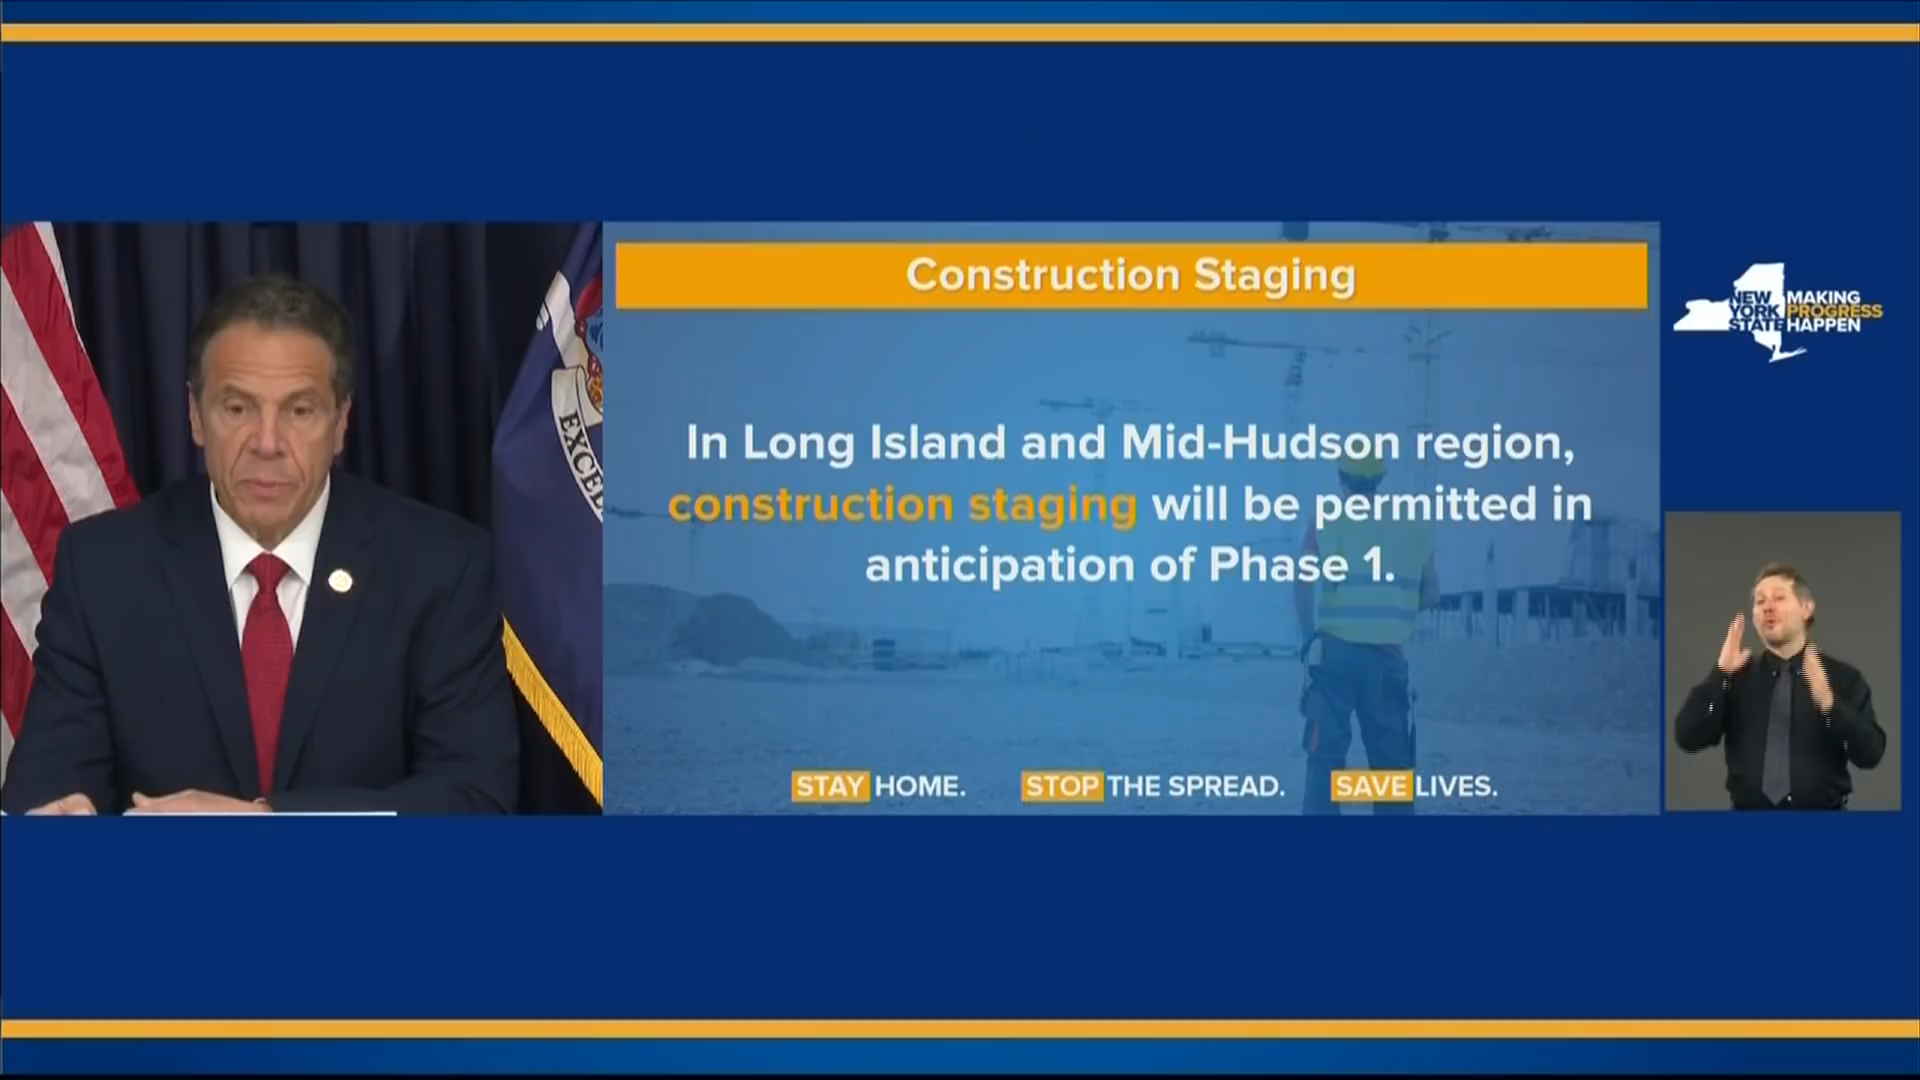 Construction Staging
In Long Island and Mid-Hudson region,
construction staging will be permitted in
anticipation of Phase 1.
STAY HOME. STOP THE SPREAD. SAVE LIVES.
NEW
YORK
STATE
MAKING
PROGRESS
HAPPEN